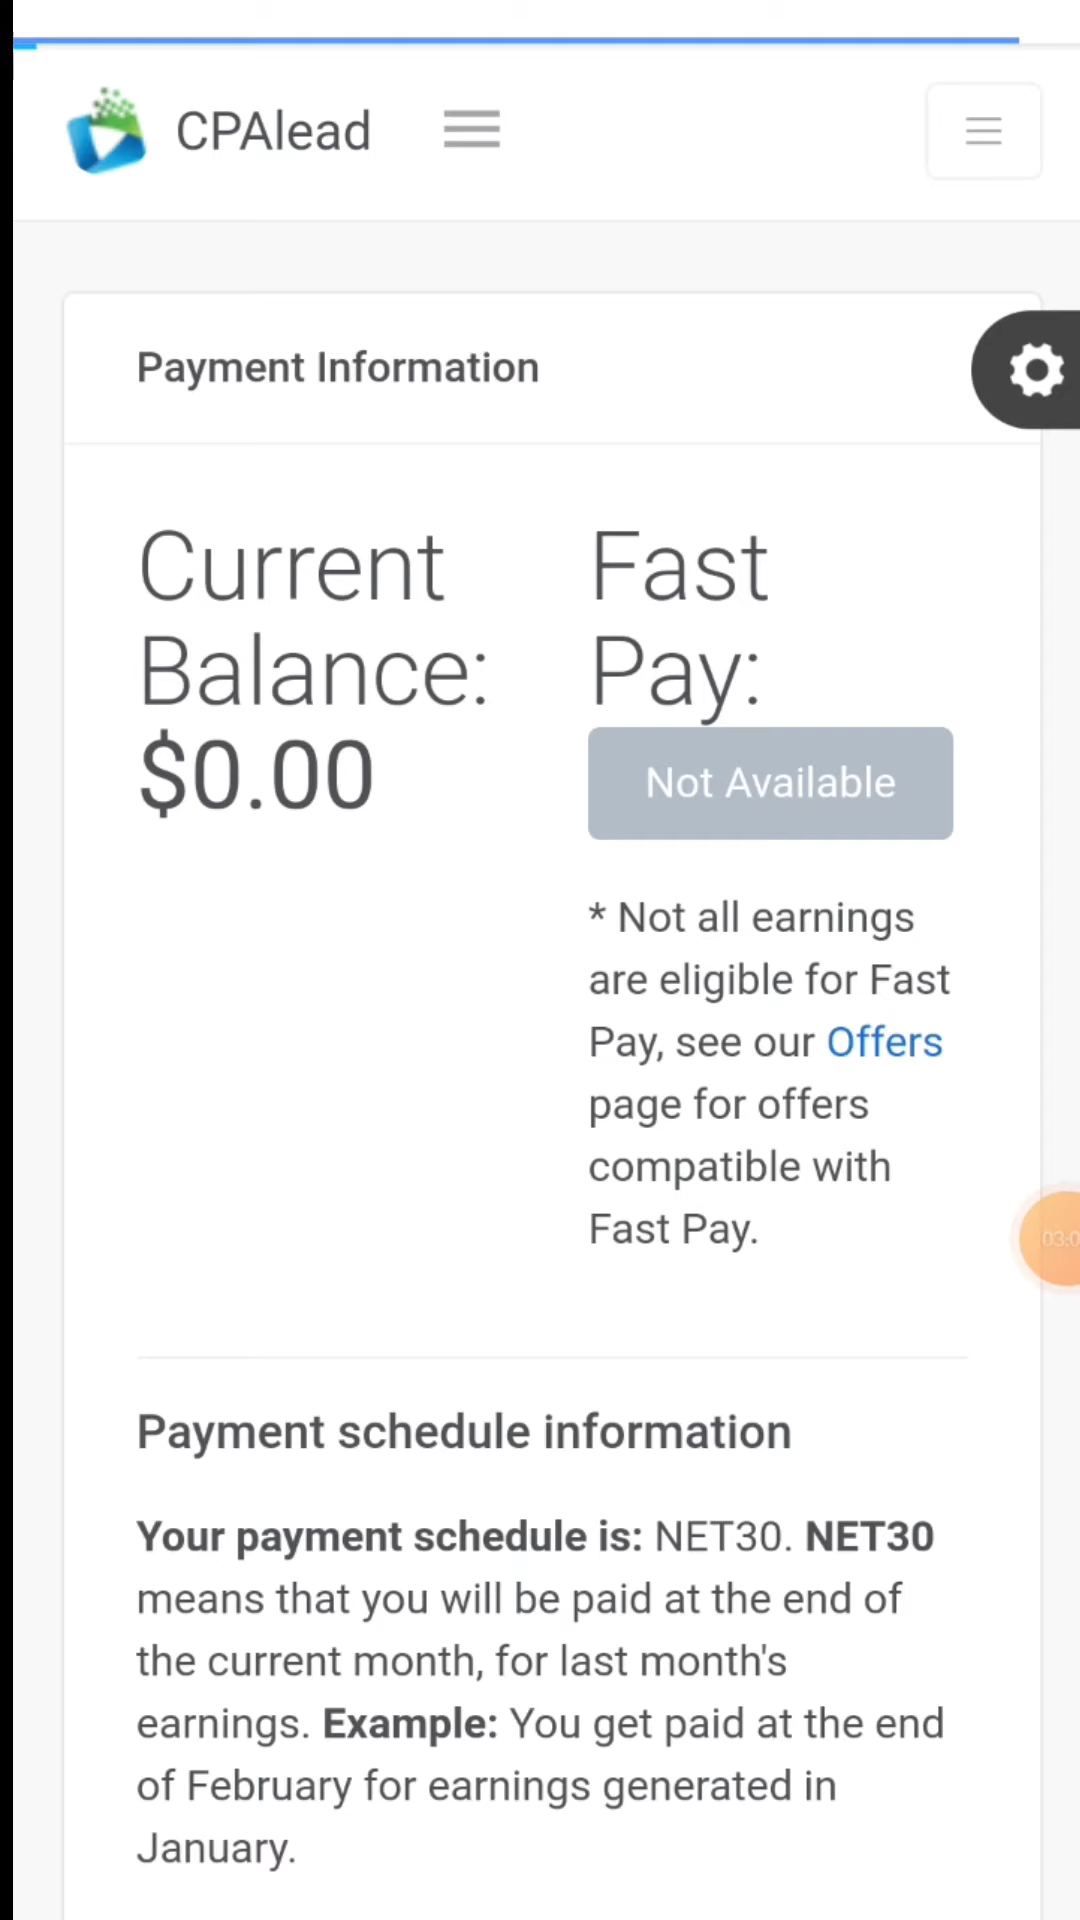 CPAlead
Payment Information
Current
Balance:
$0.00
Fast
Pay:
Not Available
* Not all earnings
are eligible for Fast
Pay, see our Offers
page for offers
compatible with
Fast Pay.
03:0
Payment schedule information
Your payment schedule is: NET30. NET30
means that you will be paid at the end of
the current month, for last month's
earnings. Example: You get paid at the end
of February for earnings generated in
January.